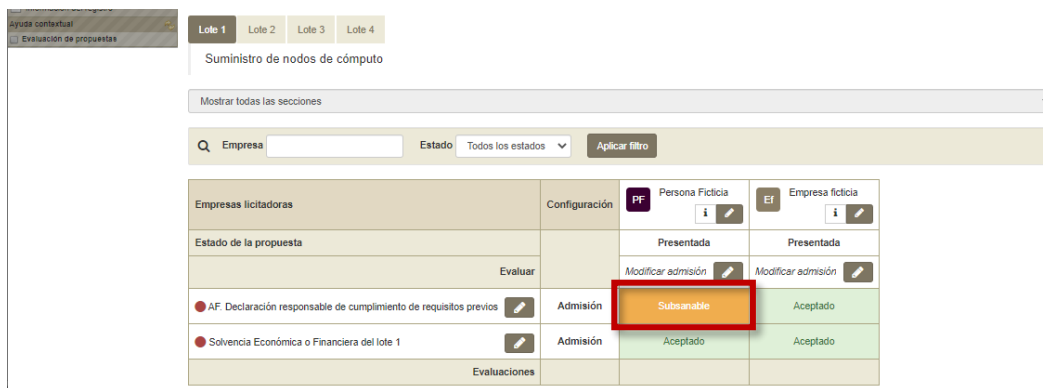 Ayuda contextual
Evaluación de propuestas
Lote 1 Lote 2 Lote 3 Lote 4
Suministro de nodos de cómputo
Mostrar todas las secciones
Empresa Estado Todos los estados Aplicar filtro
Empresas licitadoras Configuración PF Persona Ficticia i Ef Empresa ficticia i
Estado de la propuesta Presentada Presentada
Evaluar Modificar admisión Modificar admisión
AF. Declaración responsable de cumplimiento de requisitos previos Admisión Subsanable Aceptado
Solvencia Económica o Financiera del lote 1 Admisión Aceptado Aceptado
Evaluaciones